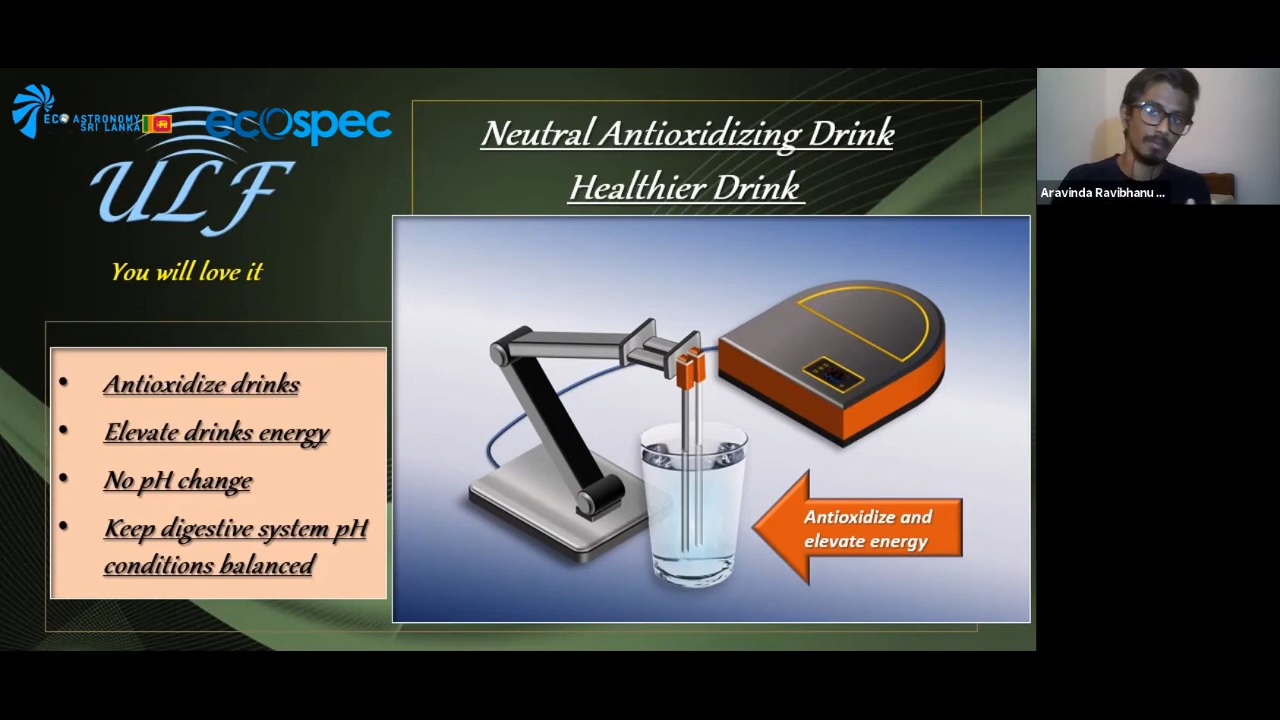 ECO ASTRONOMY
SRI LANKA
ecospec
ULF
You will love it
Neutral Antioxidizing Drink
Healthier Drink
• Antioxidize drinks
• Elevate drinks energy
• No pH change
• Keep digestive system pH
conditions balanced
Antioxidize and
elevate energy
Aravinda Ravibhanu ...